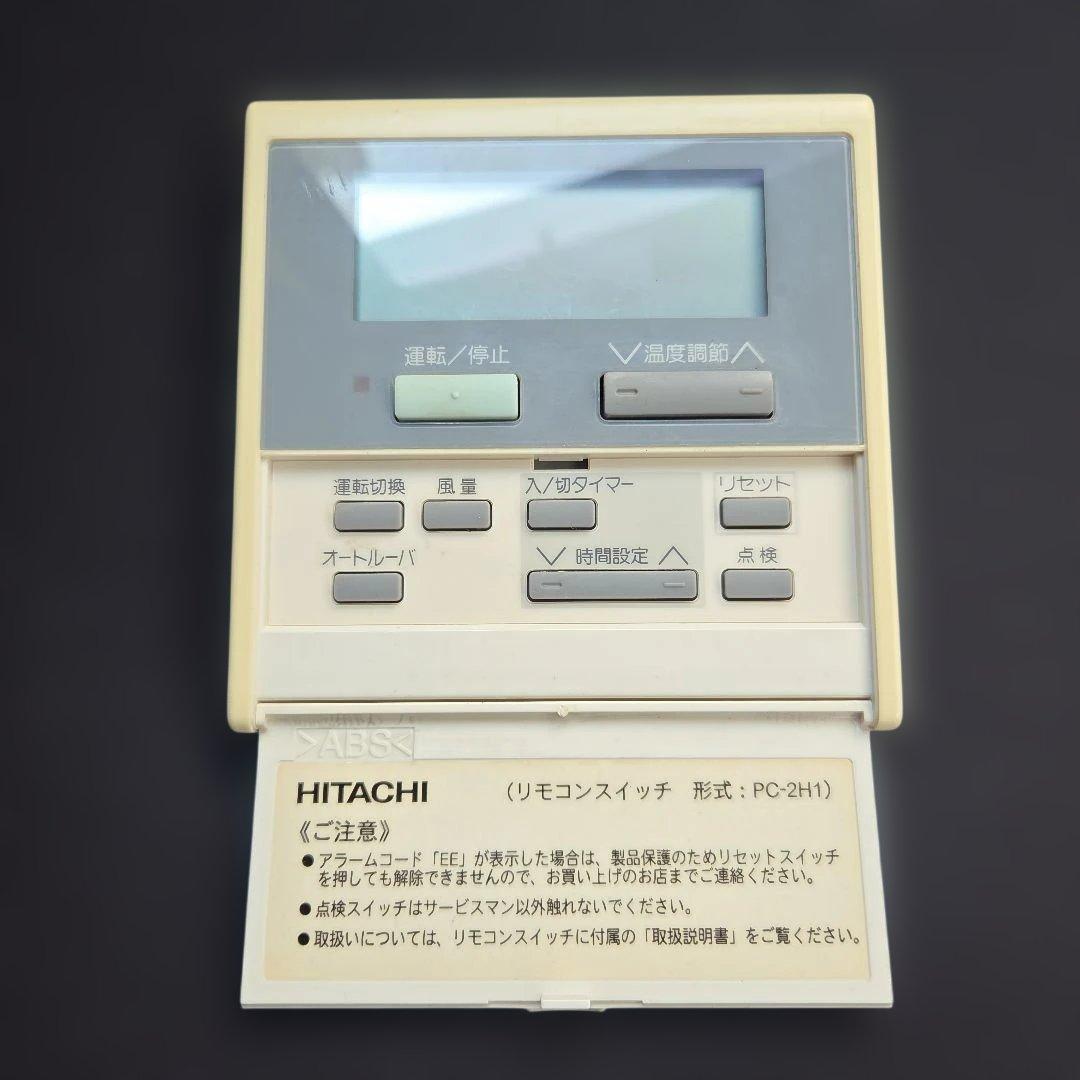 運転/停止
∨温度調節∧
運転切換 風量 入/切タイマー リセット
オートルーバ ∨ 時間設定 ∧ 点検
>ABS<
HITACHI (リモコンスイッチ 形式:PC-2H1)
《ご注意》
●アラームコード「EE」が表示した場合は、製品保護のためリセットスイッチ
を押しても解除できませんので、お買い上げのお店までご連絡ください。
●点検スイッチはサービスマン以外触れないでください。
●取扱いについては、リモコンスイッチに付属の「取扱説明書」をご覧ください。